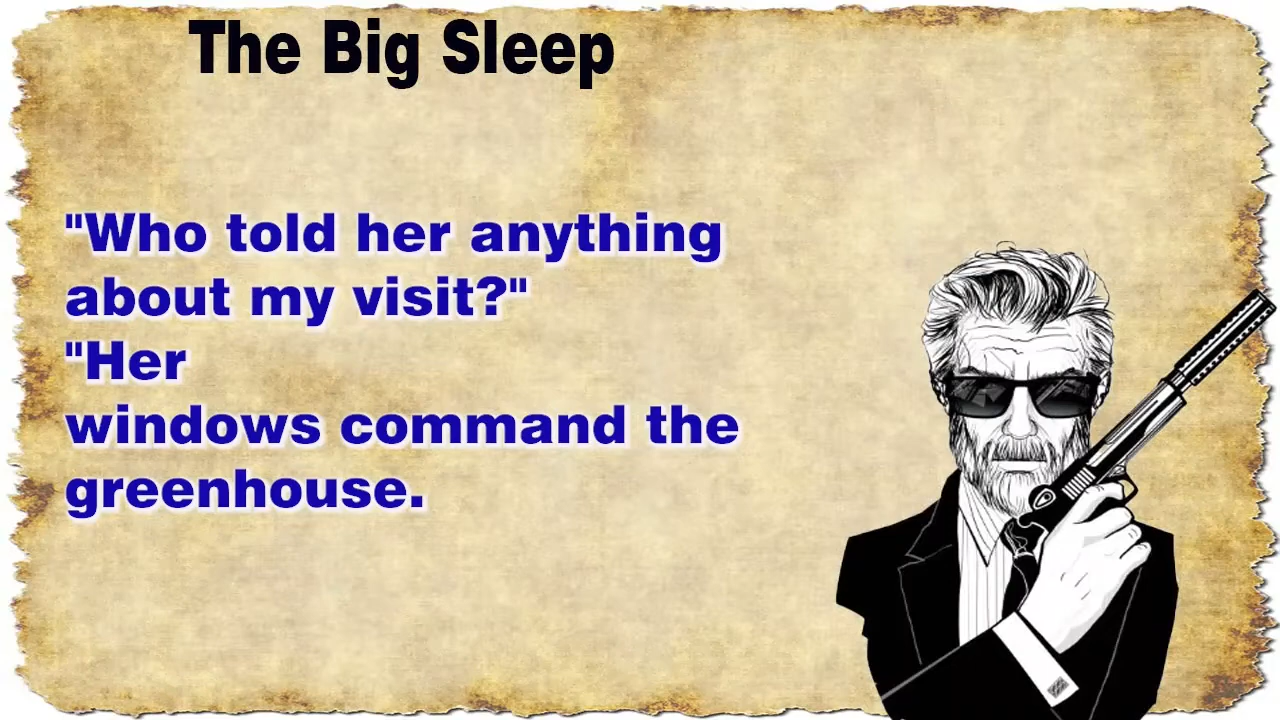 The Big Sleep
"Who told her anything
about my visit?"
"Her
windows command the
greenhouse.